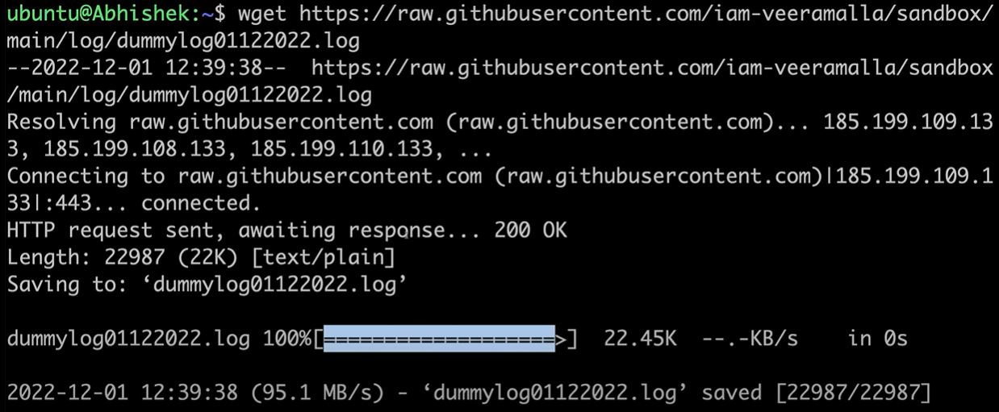 ubuntu@Abhishek:~$ wget https://raw.githubusercontent.com/iam-veeramalla/sandbox/
main/log/dummylog01122022.log
--2022-12-01 12:39:38--  https://raw.githubusercontent.com/iam-veeramalla/sandbox
/main/log/dummylog01122022.log
Resolving raw.githubusercontent.com (raw.githubusercontent.com)... 185.199.109.13
3, 185.199.108.133, 185.199.110.133, ...
Connecting to raw.githubusercontent.com (raw.githubusercontent.com)|185.199.109.1
33|:443... connected.
HTTP request sent, awaiting response... 200 OK
Length: 22987 (22K) [text/plain]
Saving to: ‘dummylog01122022.log’
dummylog01122022.log 100%[===================>]  22.45K  --.-KB/s    in 0s
2022-12-01 12:39:38 (95.1 MB/s) - ‘dummylog01122022.log’ saved [22987/22987]